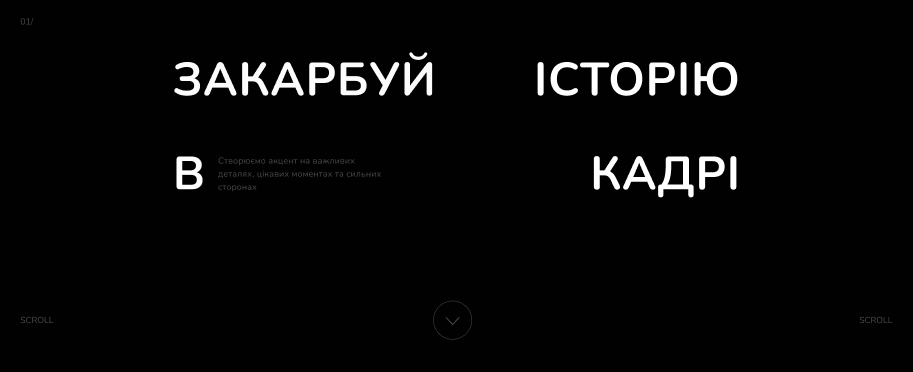 01/
ЗАКАРБУЙ ІСТОРІЮ
В КАДРІ
Створюємо акцент на важливих
деталях, цікавих моментах та сильних
сторонах
SCROLL SCROLL